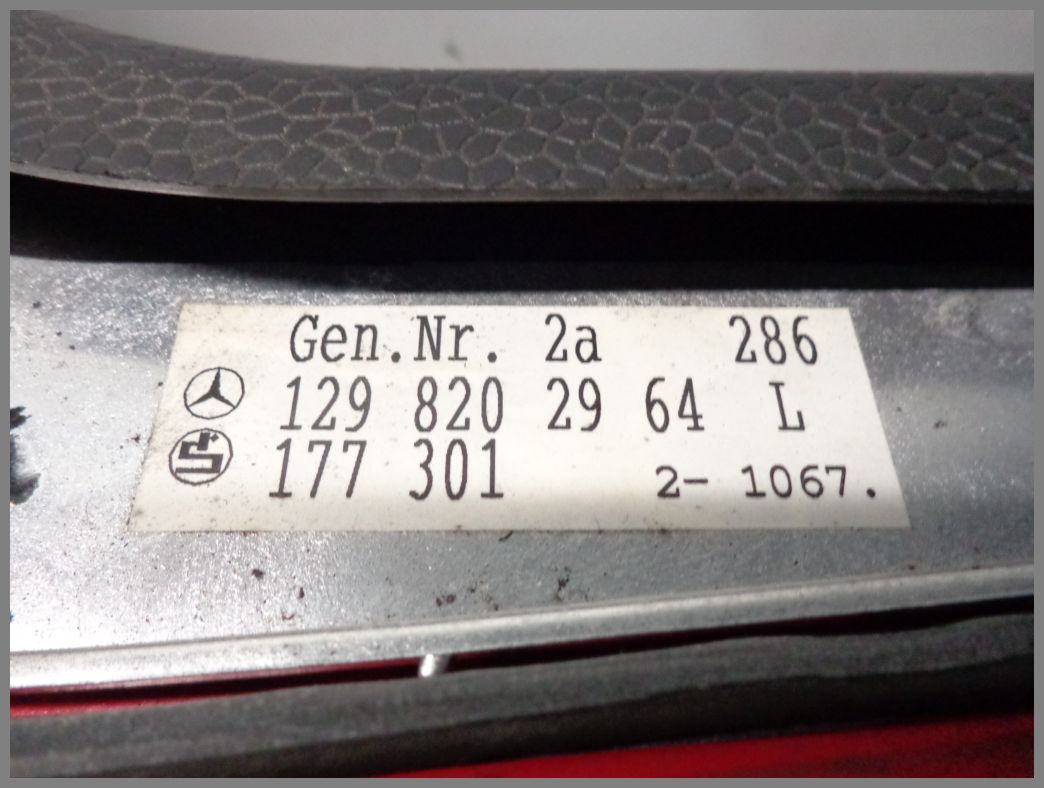 Gen.Nr. 2a 286
129 820 29 64 L
177 301 2- 1067.